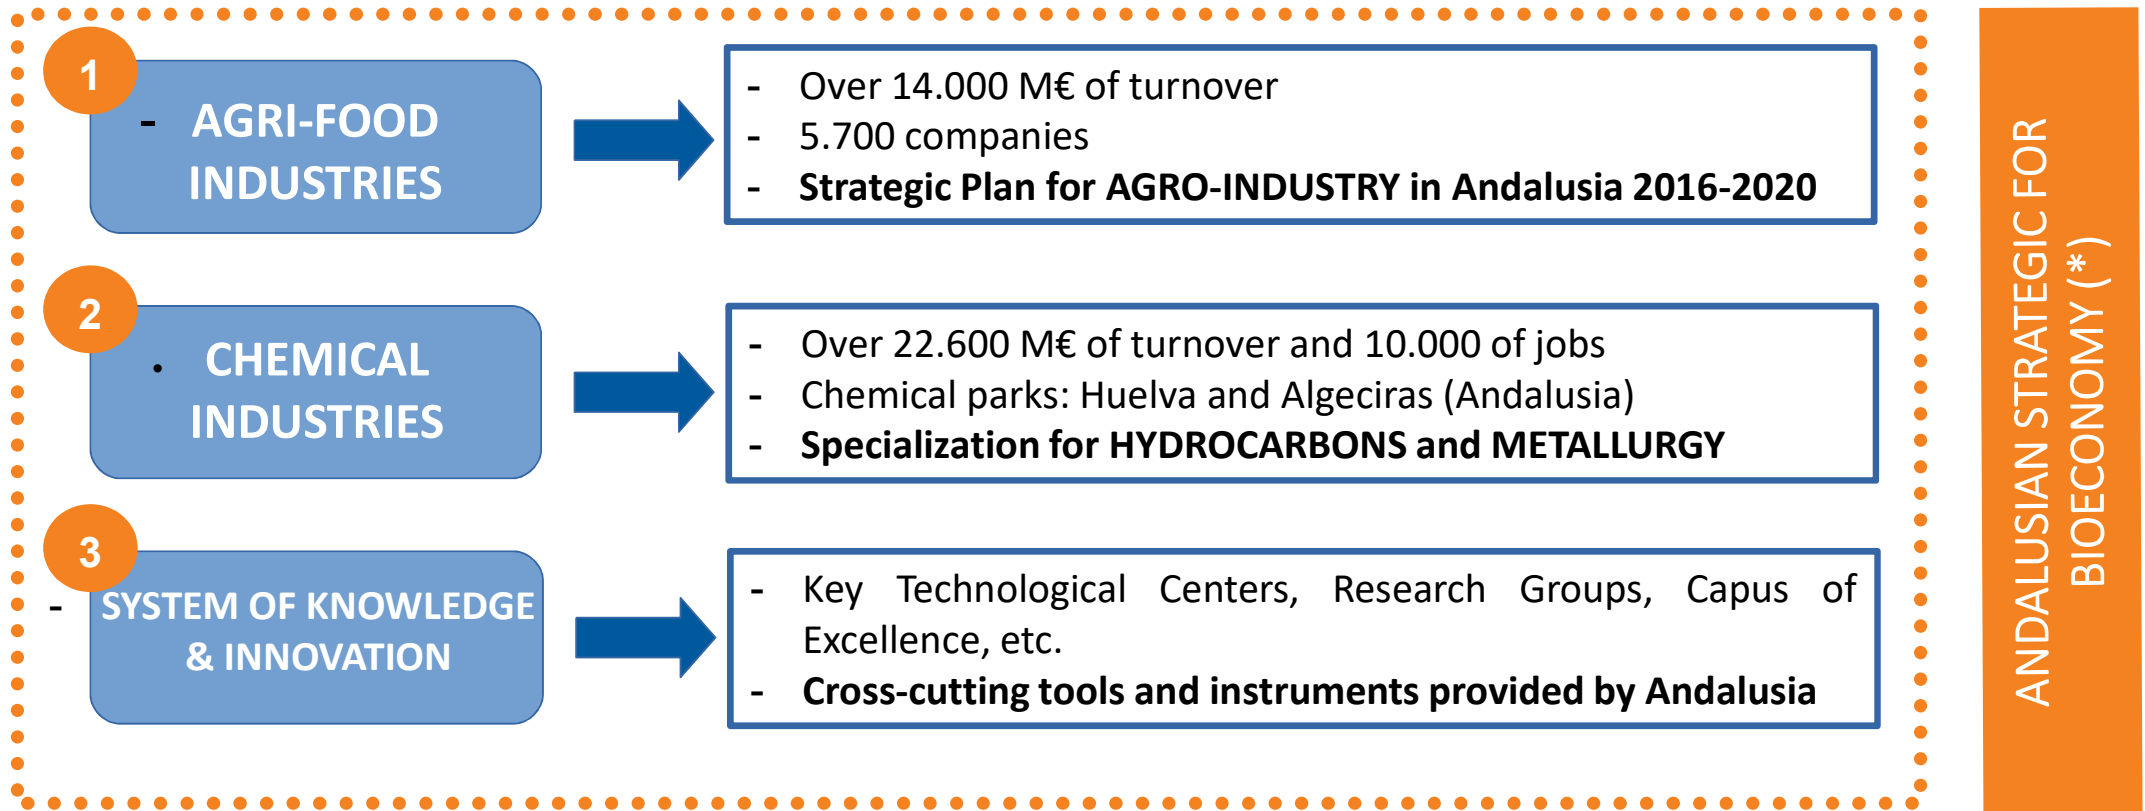 1
- AGRI-FOOD
INDUSTRIES
- Over 14.000 M€ of turnover
- 5.700 companies
- Strategic Plan for AGRO-INDUSTRY in Andalusia 2016-2020
2
• CHEMICAL
INDUSTRIES
- Over 22.600 M€ of turnover and 10.000 of jobs
- Chemical parks: Huelva and Algeciras (Andalusia)
- Specialization for HYDROCARBONS and METALLURGY
3
- SYSTEM OF KNOWLEDGE
& INNOVATION
- Key Technological Centers, Research Groups, Capus of
Excellence, etc.
- Cross-cutting tools and instruments provided by Andalusia
ANDALUSIAN STRATEGIC FOR
BIOECONOMY (*)